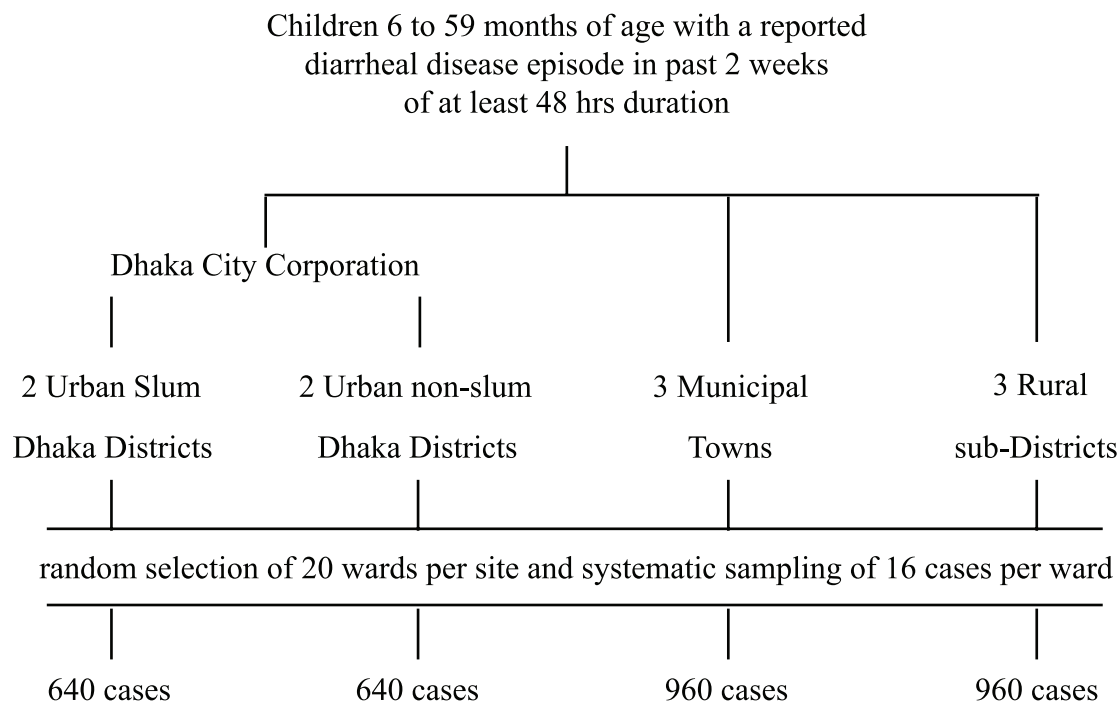 Children 6 to 59 months of age with a reported
diarrheal disease episode in past 2 weeks
of at least 48 hrs duration
Dhaka City Corporation
2 Urban Slum
Dhaka Districts
2 Urban non-slum
Dhaka Districts
3 Municipal
Towns
3 Rural
sub-Districts
random selection of 20 wards per site and systematic sampling of 16 cases per ward
640 cases
640 cases
960 cases
960 cases